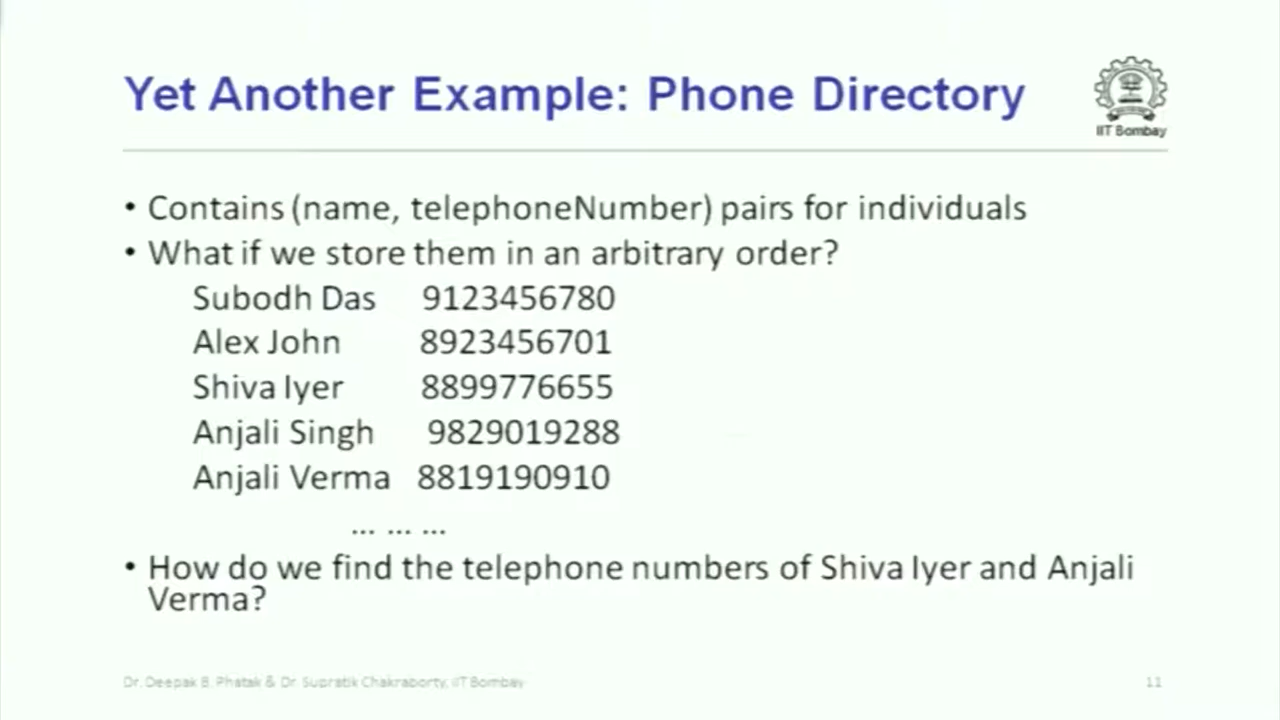 Yet Another Example: Phone Directory
IIT Bombay
• Contains (name, telephoneNumber) pairs for individuals
• What if we store them in an arbitrary order?
Subodh Das 9123456780
Alex John 8923456701
Shiva Iyer 8899776655
Anjali Singh 9829019288
Anjali Verma 8819190910
... ... ...
• How do we find the telephone numbers of Shiva Iyer and Anjali
Verma?
Dr. Deepak B. Phatak & Dr. Supratik Chakraborty, IIT Bombay
11